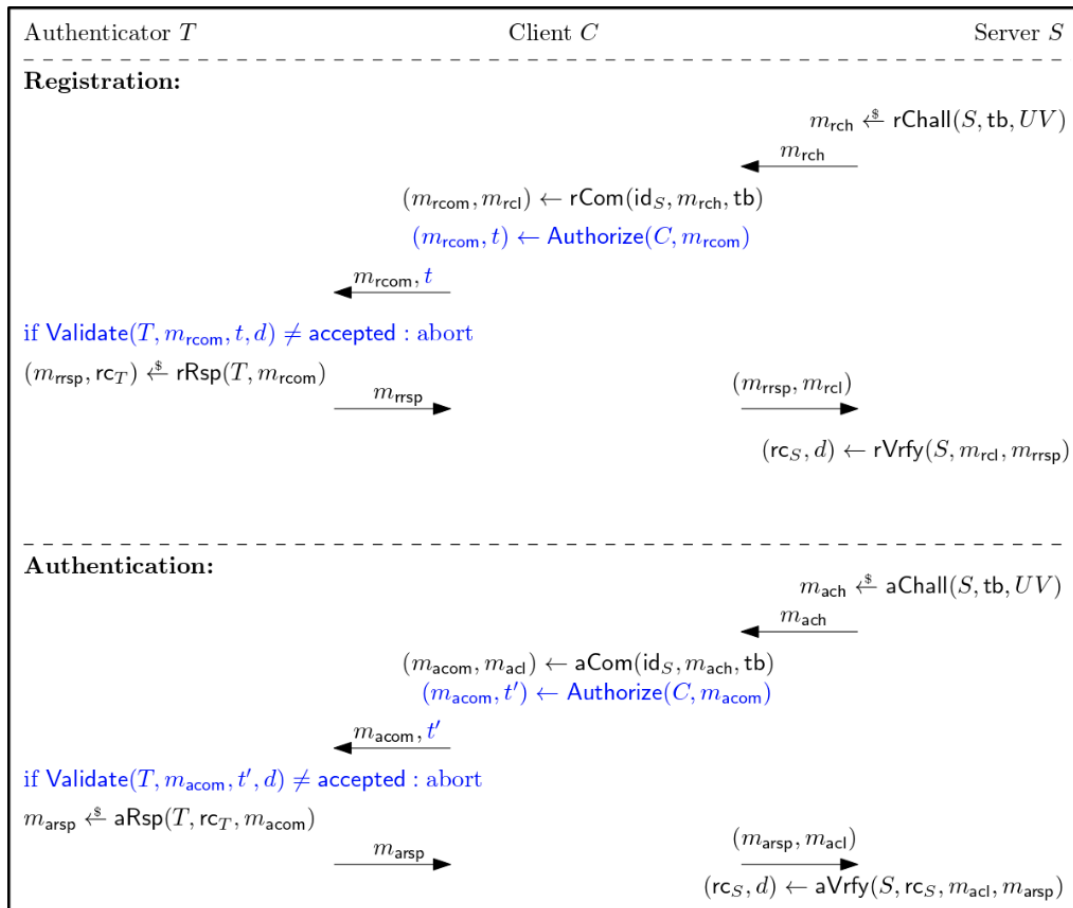 Authenticator T Client C Server S
Registration:
m_rch ←$ rChall(S, tb, UV)
m_rch
(m_rcom, m_rcl) ← rCom(id_S, m_rch, tb)
(m_rcom, t) ← Authorize(C, m_rcom)
m_rcom, t
if Validate(T, m_rcom, t, d) ≠ accepted : abort
(m_rrsp, rc_T) ←$ rRsp(T, m_rcom)
m_rrsp
(m_rrsp, m_rcl)
(rc_S, d) ← rVrfy(S, m_rcl, m_rrsp)
Authentication:
m_ach ←$ aChall(S, tb, UV)
m_ach
(m_acom, m_acl) ← aCom(id_S, m_ach, tb)
(m_acom, t′) ← Authorize(C, m_acom)
m_acom, t′
if Validate(T, m_acom, t′, d) ≠ accepted : abort
m_arsp ←$ aRsp(T, rc_T, m_acom)
m_arsp
(m_arsp, m_acl)
(rc_S, d) ← aVrfy(S, rc_S, m_acl, m_arsp)